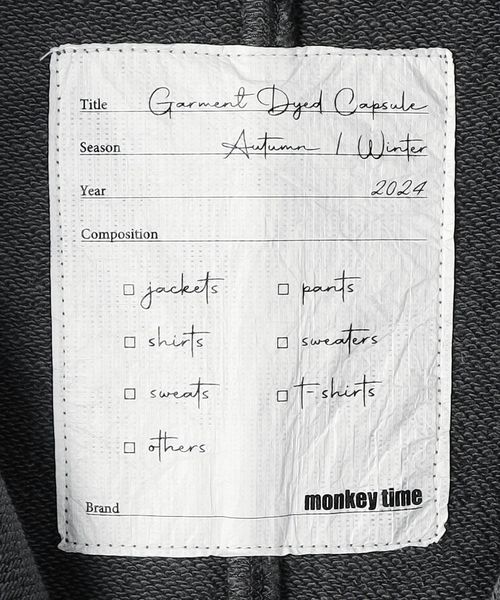 Title Garment Dyed Capsule
Season Autumn / Winter
Year 2024
Composition
☐ jackets ☐ pants
☐ shirts ☐ sweaters
☐ sweats ☐ t-shirts
☐ others
Brand monkey time